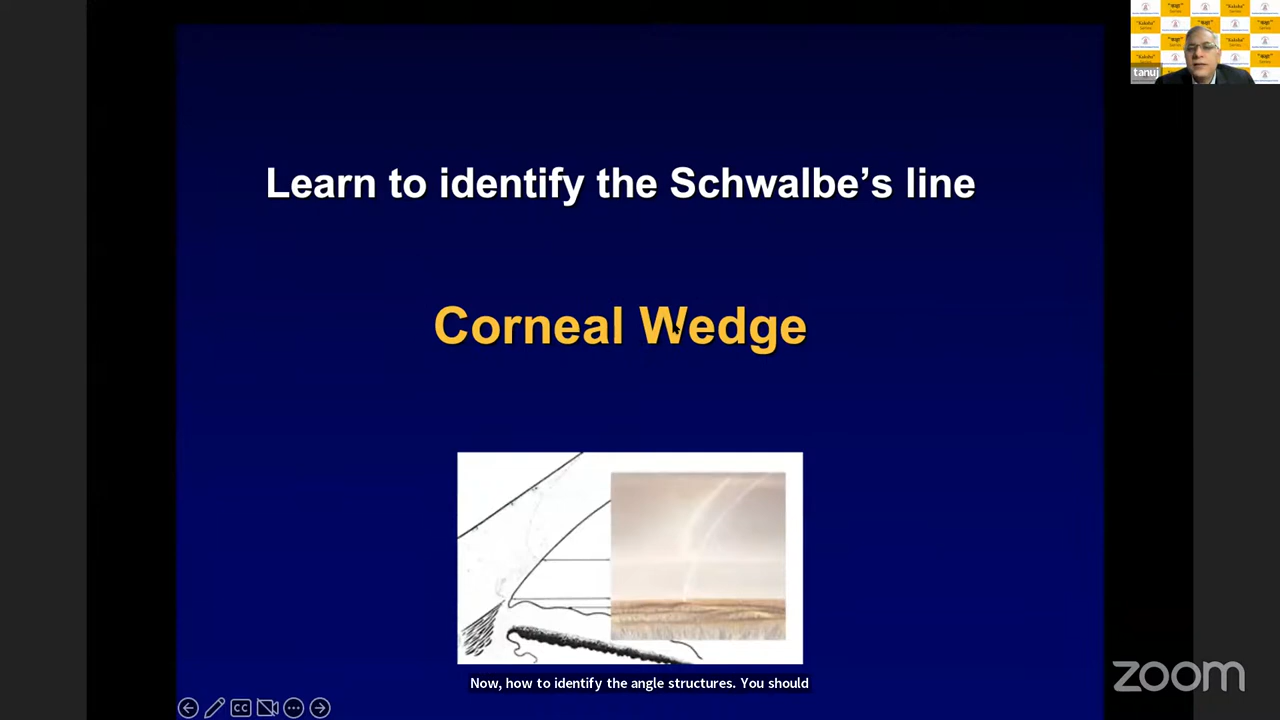 Learn to identify the Schwalbe's line
Corneal Wedge
Now, how to identify the angle structures. You should
tanuj
zoom
CC